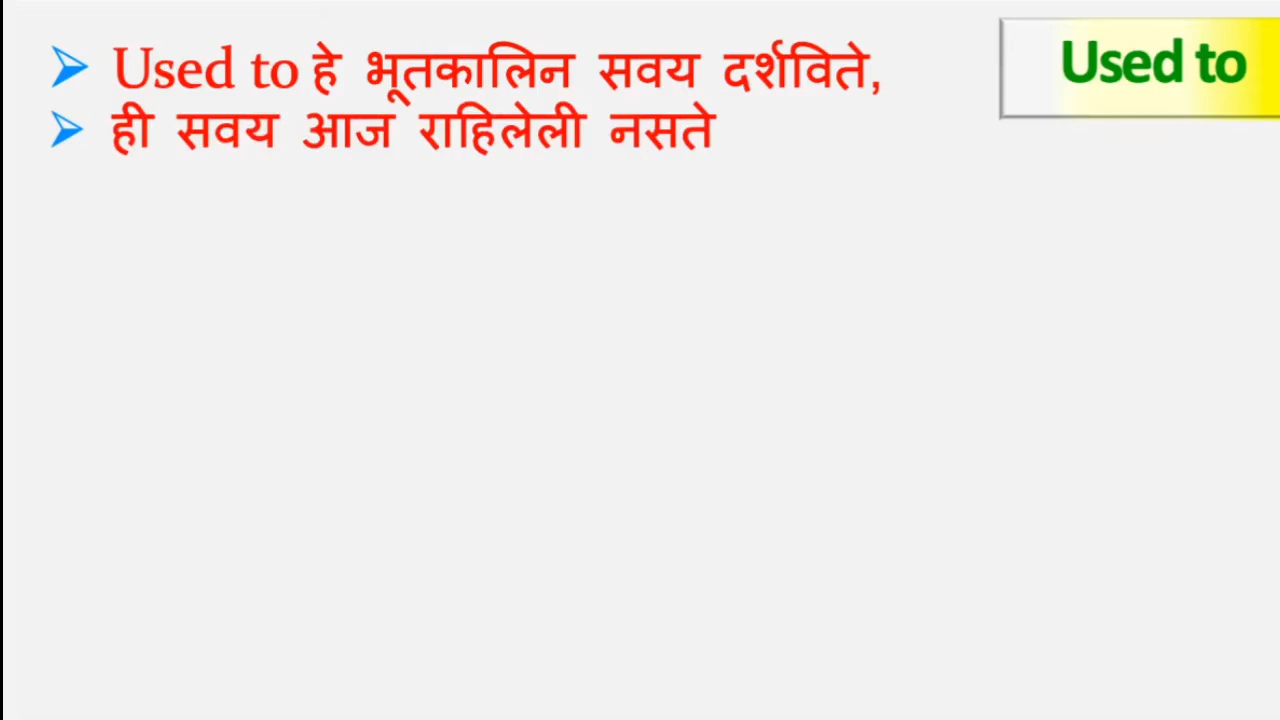 Used to हे भूतकालिन सवय दर्शविते,
ही सवय आज राहिलेली नसते
Used to